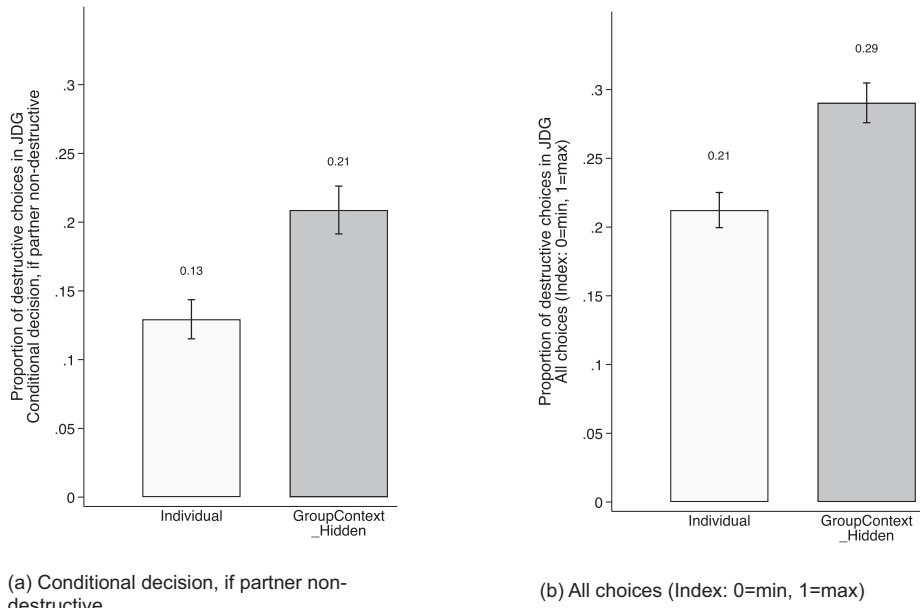 Proportion of destructive choices in JDG
Conditional decision, if partner non-destructive
.3
.25
.2
.15
.1
.05
0
0.13
0.21
Individual
GroupContext
_Hidden
(a) Conditional decision, if partner non-
destructive
Proportion of destructive choices in JDG
All choices (Index: 0=min, 1=max)
.3
.25
.2
.15
.1
.05
0
0.21
0.29
Individual
GroupContext
_Hidden
(b) All choices (Index: 0=min, 1=max)